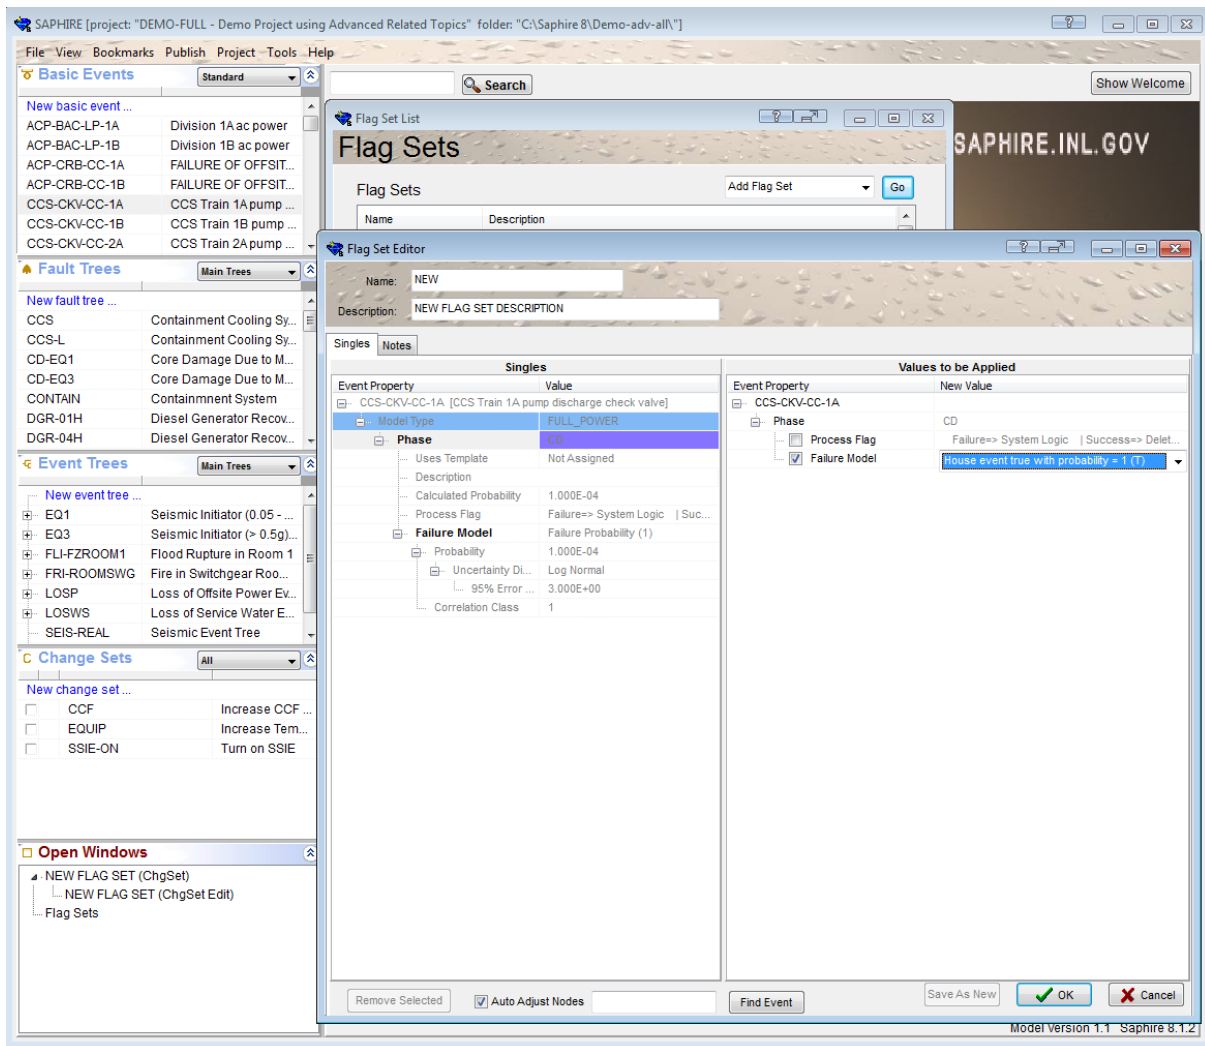 SAPHIRE [project: "DEMO-FULL - Demo Project using Advanced Related Topics" folder: "C:\Saphire 8\Demo-adv-all\"]
File View Bookmarks Publish Project Tools Help
Basic Events Standard
Search
Show Welcome
New basic event ...
ACP-BAC-LP-1A Division 1A ac power
ACP-BAC-LP-1B Division 1B ac power
ACP-CRB-CC-1A FAILURE OF OFFSIT...
ACP-CRB-CC-1B FAILURE OF OFFSIT...
CCS-CKV-CC-1A CCS Train 1A pump ...
CCS-CKV-CC-1B CCS Train 1B pump ...
CCS-CKV-CC-2A CCS Train 2A pump ...
Fault Trees Main Trees
New fault tree ...
CCS Containment Cooling Sy...
CCS-L Containment Cooling Sy...
CD-EQ1 Core Damage Due to M...
CD-EQ3 Core Damage Due to M...
CONTAIN Containmnent System
DGR-01H Diesel Generator Recov...
DGR-04H Diesel Generator Recov...
Event Trees Main Trees
New event tree ...
EQ1 Seismic Initiator (0.05 - ...
EQ3 Seismic Initiator (> 0.5g)...
FLI-FZROOM1 Flood Rupture in Room 1
FRI-ROOMSWG Fire in Switchgear Roo...
LOSP Loss of Offsite Power Ev...
LOSWS Loss of Service Water E...
SEIS-REAL Seismic Event Tree
Change Sets All
New change set ...
CCF Increase CCF ...
EQUIP Increase Tem...
SSIE-ON Turn on SSIE
Open Windows
NEW FLAG SET (ChgSet)
NEW FLAG SET (ChgSet Edit)
Flag Sets
Flag Set List
Flag Sets
SAPHIRE.INL.GOV
Flag Sets Add Flag Set Go
Name Description
Flag Set Editor
Name: NEW
Description: NEW FLAG SET DESCRIPTION
Singles Notes
Singles
Event Property Value
CCS-CKV-CC-1A [CCS Train 1A pump discharge check valve]
Model Type FULL_POWER
Phase CD
Uses Template Not Assigned
Description
Calculated Probability 1.000E-04
Process Flag Failure=> System Logic | Suc...
Failure Model Failure Probability (1)
Probability 1.000E-04
Uncertainty Di... Log Normal
95% Error ... 3.000E+00
Correlation Class 1
Values to be Applied
Event Property New Value
CCS-CKV-CC-1A
Phase CD
Process Flag Failure=> System Logic | Success=> Delet...
Failure Model House event true with probability = 1 (T)
Remove Selected Auto Adjust Nodes Find Event Save As New OK Cancel
Model Version 1.1 Saphire 8.1.2